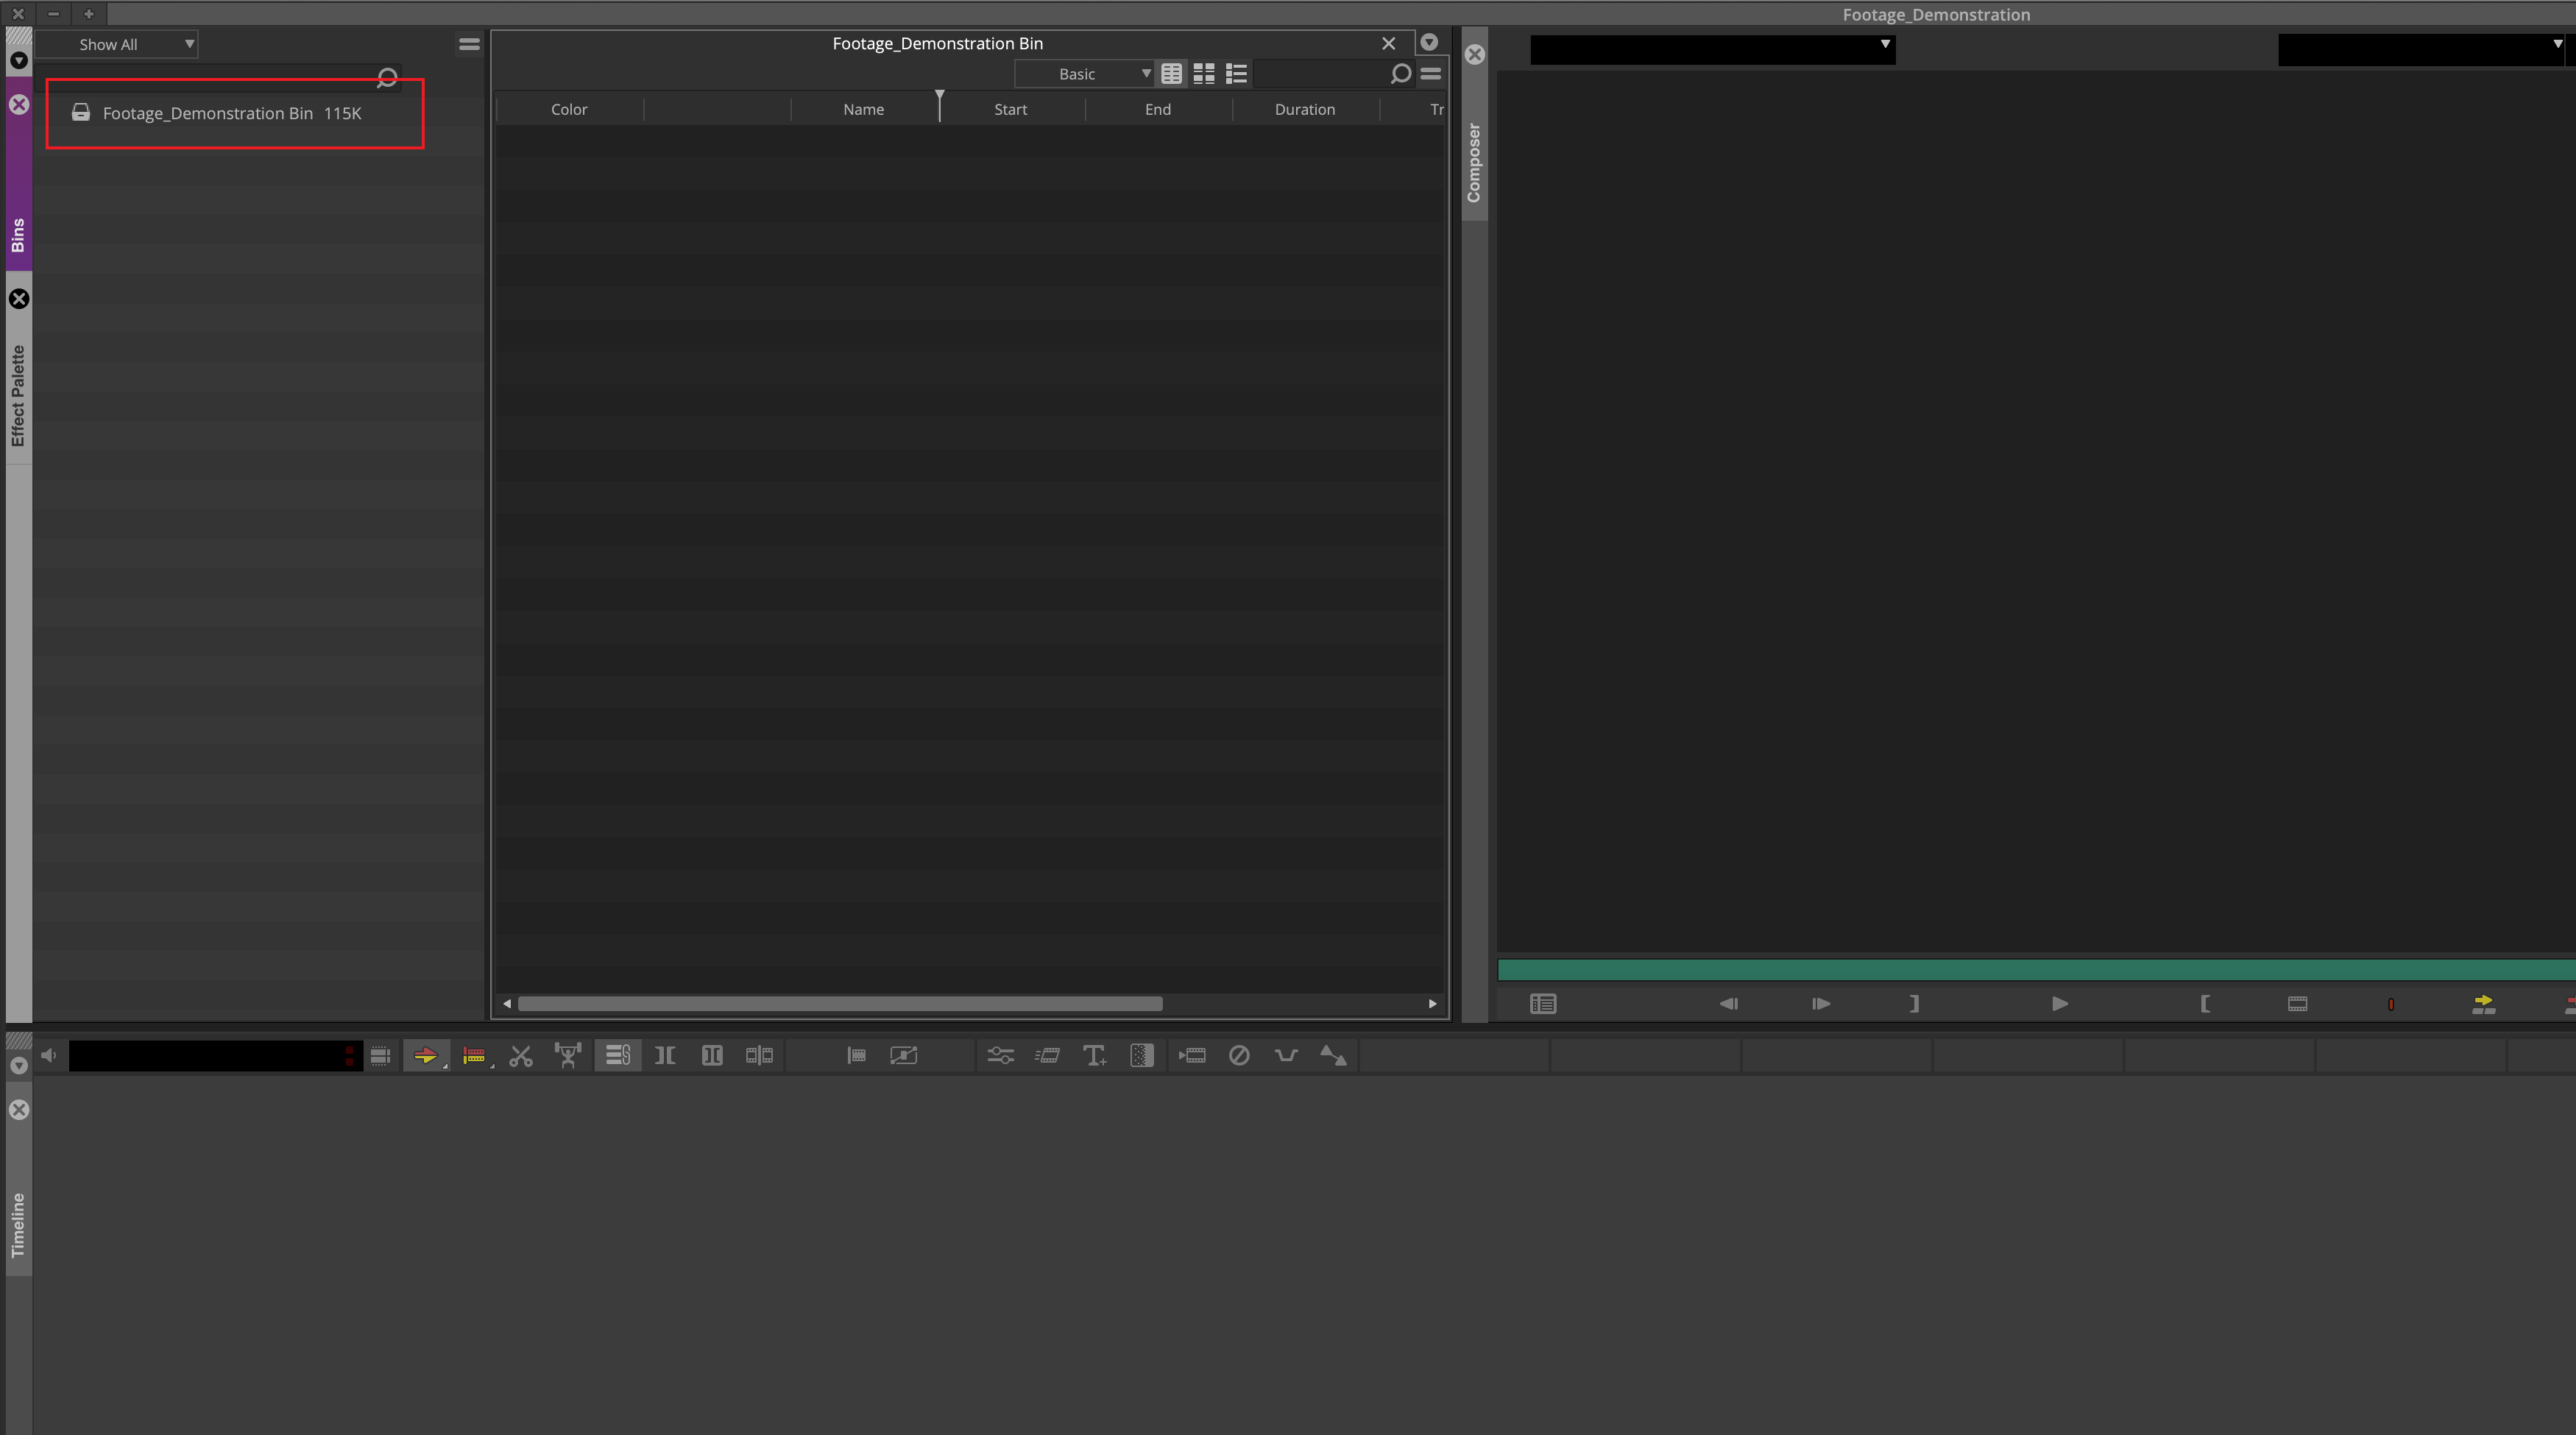 Footage_Demonstration
Show All
Footage_Demonstration Bin 115K
Bins
Effect Palette
Footage_Demonstration Bin
Basic
Color Name Start End Duration Tr
Composer
Timeline